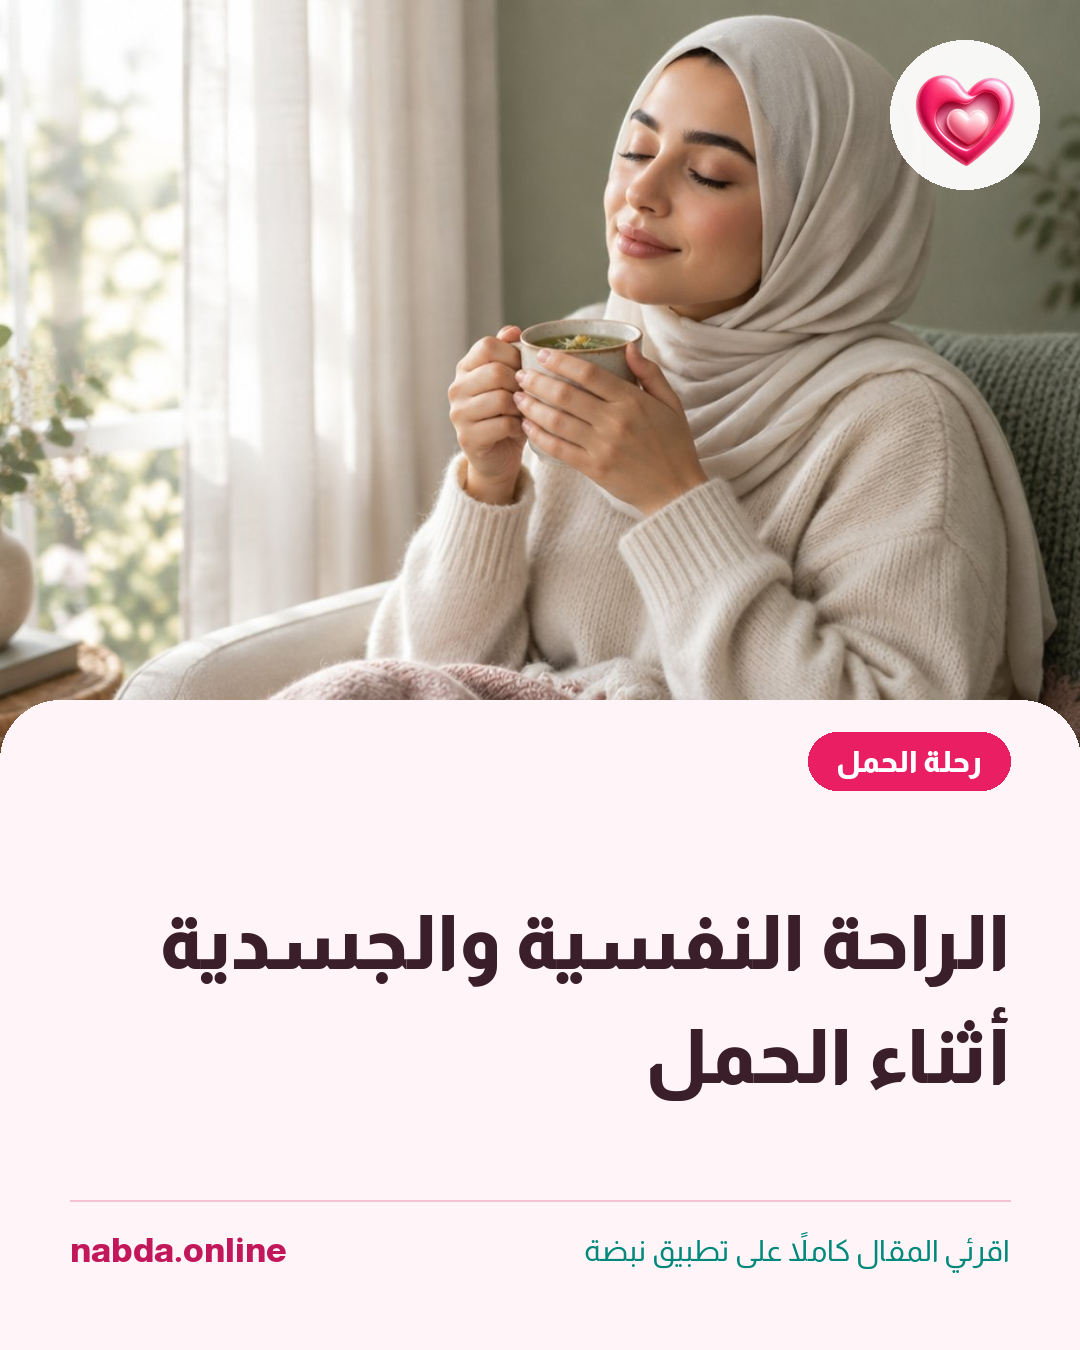 رحلة الحمل
الراحة النفسية والجسدية
أثناء الحمل
اقرئي المقال كاملًا على تطبيق نبضة
nabda.online